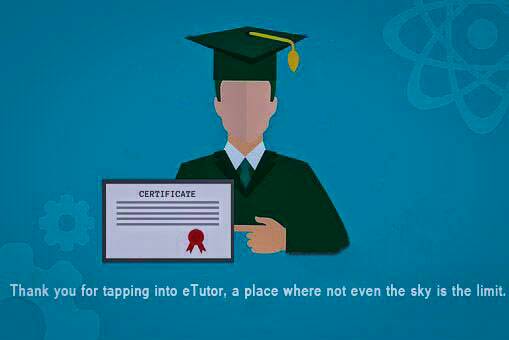 CERTIFICATE
Thank you for tapping into eTutor, a place where not even the sky is the limit.